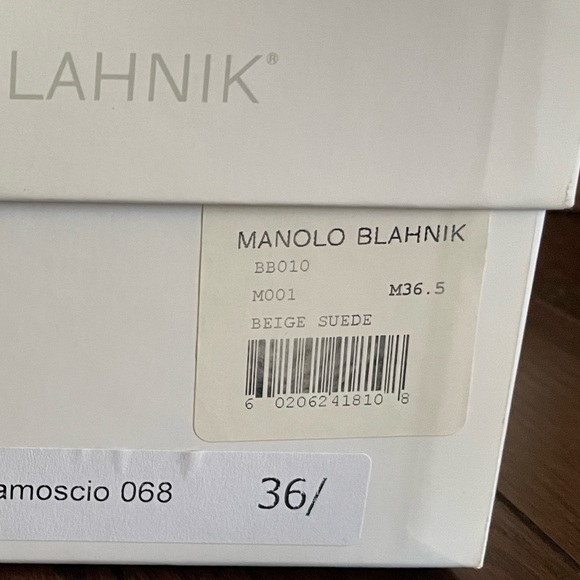 LAHNIK®
MANOLO BLAHNIK
BB010
M001 M36.5
BEIGE SUEDE
6 0206241810 8
amoscio 068 36/